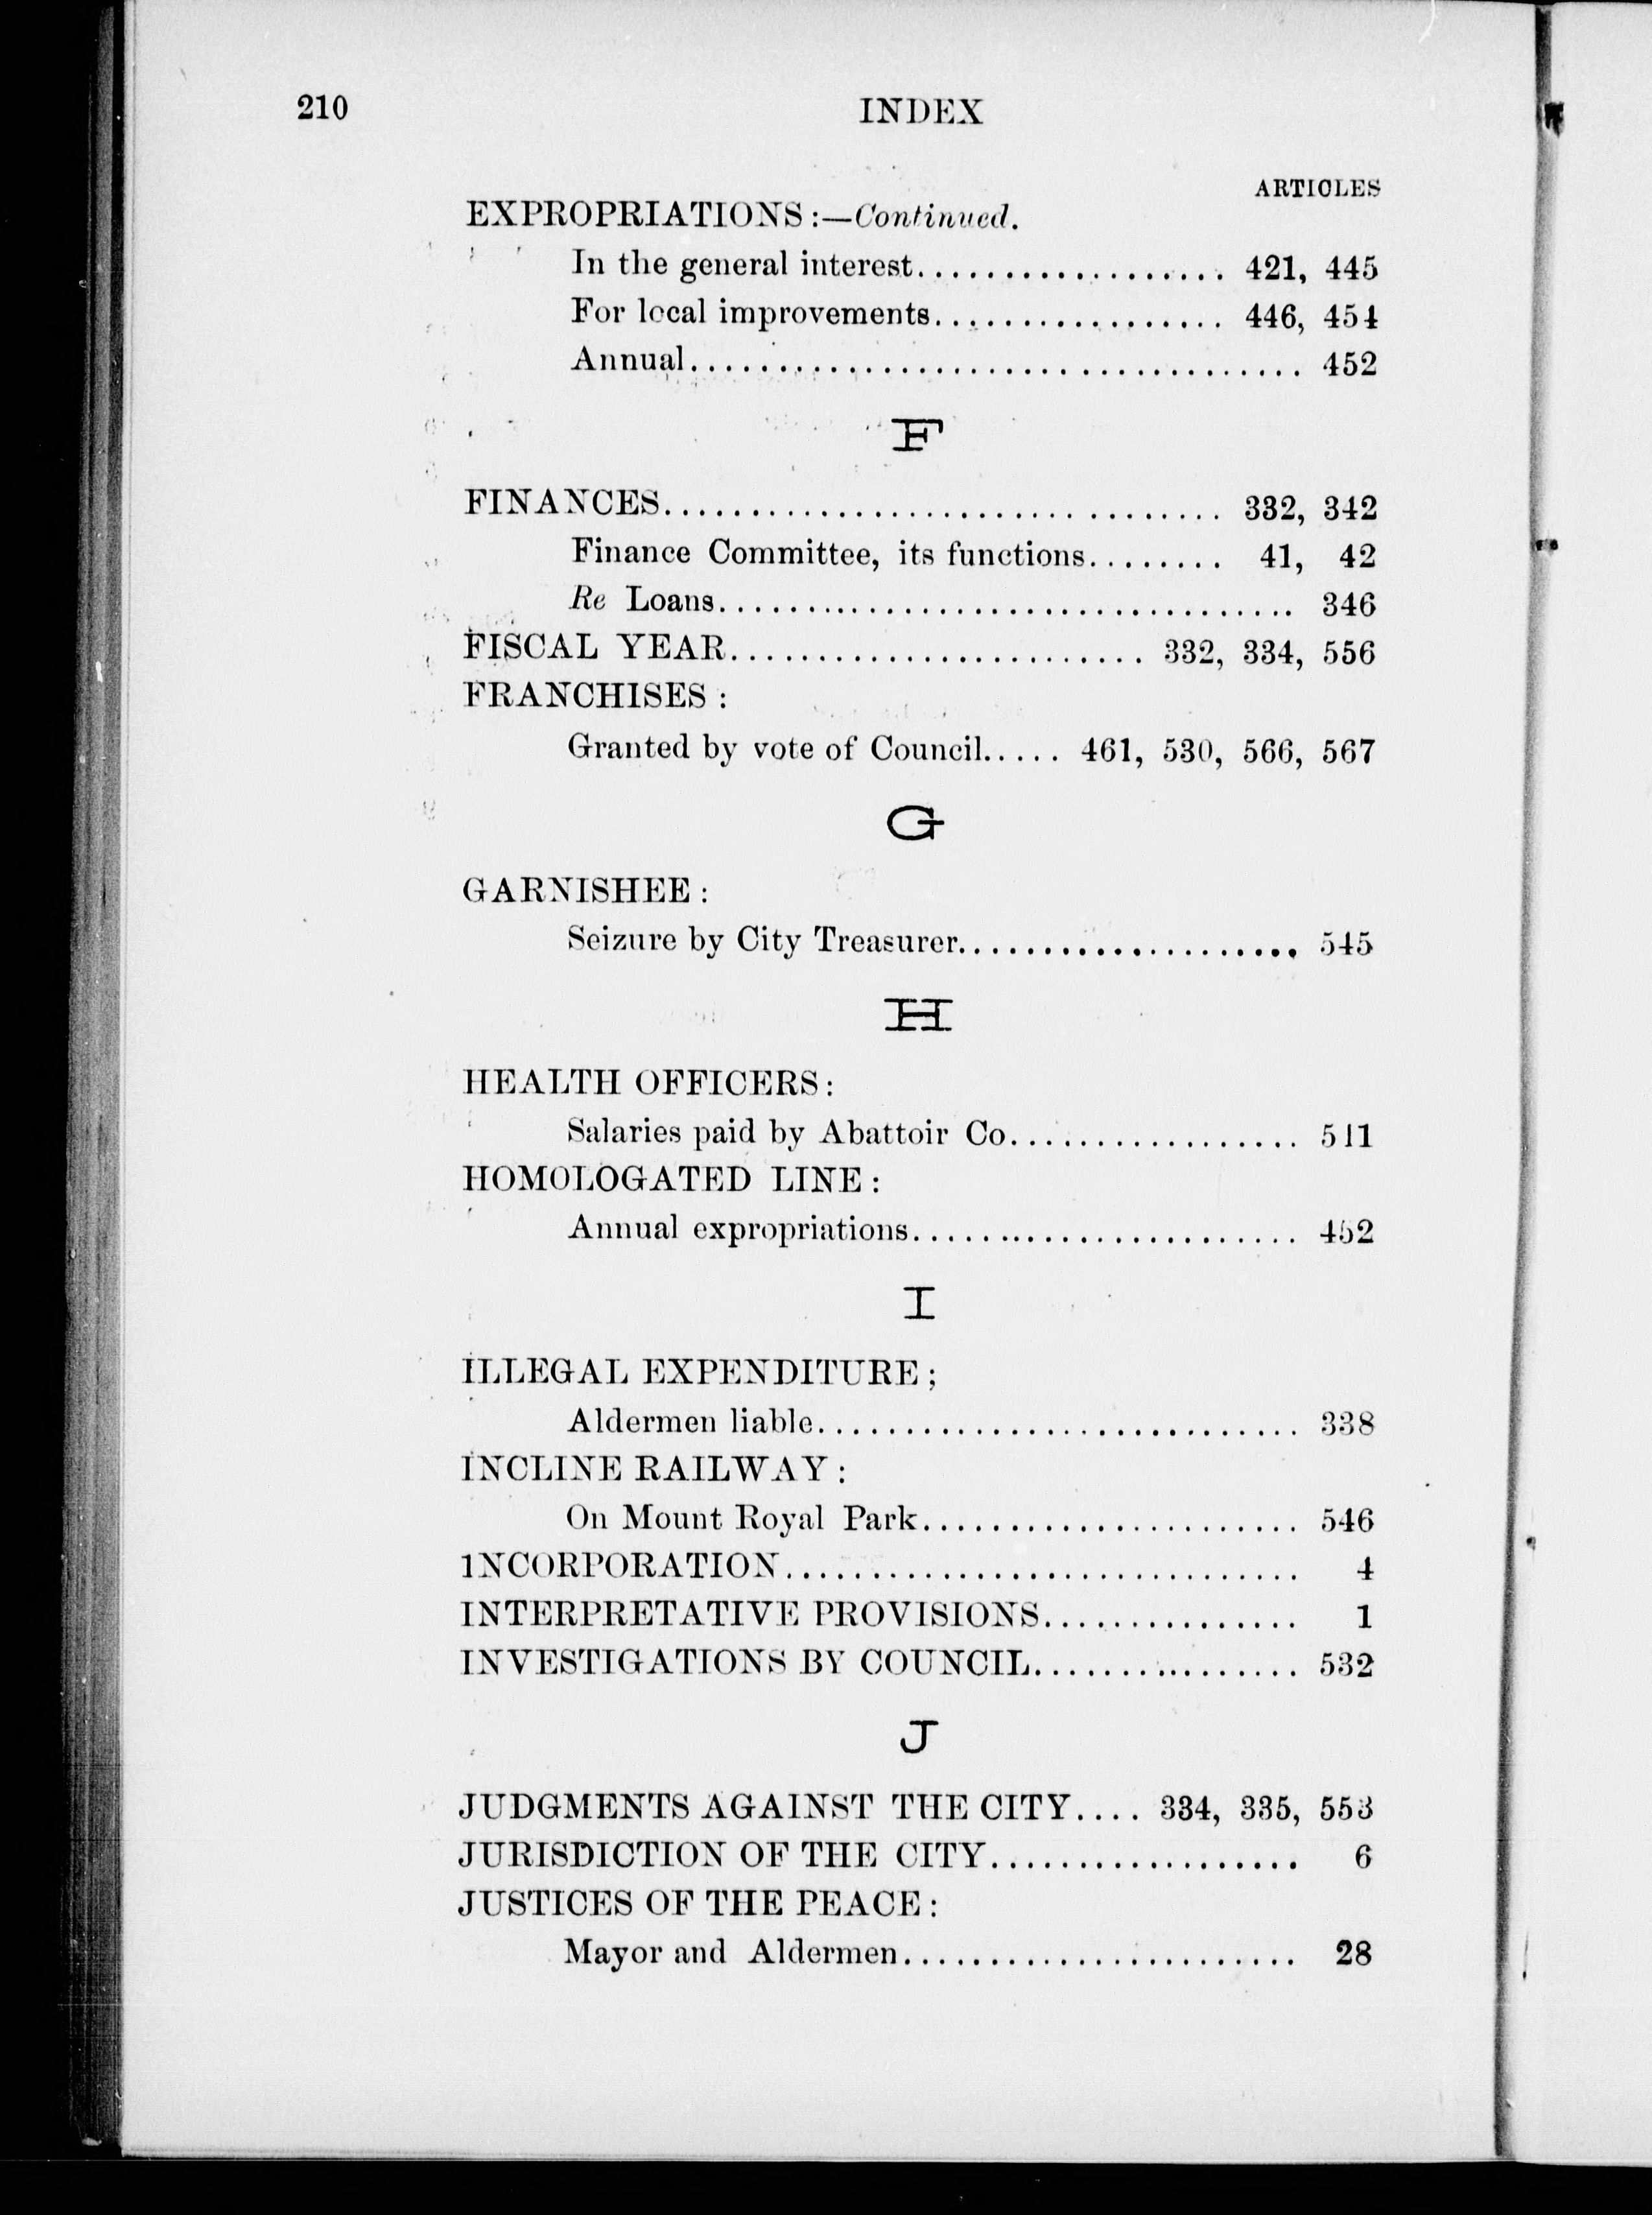 210 INDEX
ARTICLES
EXPROPRIATIONS :—Continued.
In the general interest.................. 421, 445
For local improvements................. 446, 454
Annual.................................... 452
F
FINANCES................................. 332, 342
Finance Committee, its functions........ 41, 42
Re Loans.................................. 346
FISCAL YEAR........................ 332, 334, 556
FRANCHISES :
Granted by vote of Council..... 461, 530, 566, 567
G
GARNISHEE :
Seizure by City Treasurer.................... 545
H
HEALTH OFFICERS :
Salaries paid by Abattoir Co................. 511
HOMOLOGATED LINE :
Annual expropriations....................... 452
I
ILLEGAL EXPENDITURE ;
Aldermen liable............................ 338
INCLINE RAILWAY :
On Mount Royal Park...................... 546
INCORPORATION.............................. 4
INTERPRETATIVE PROVISIONS............... 1
INVESTIGATIONS BY COUNCIL................ 532
J
JUDGMENTS AGAINST THE CITY.... 334, 335, 553
JURISDICTION OF THE CITY.................. 6
JUSTICES OF THE PEACE :
Mayor and Aldermen....................... 28